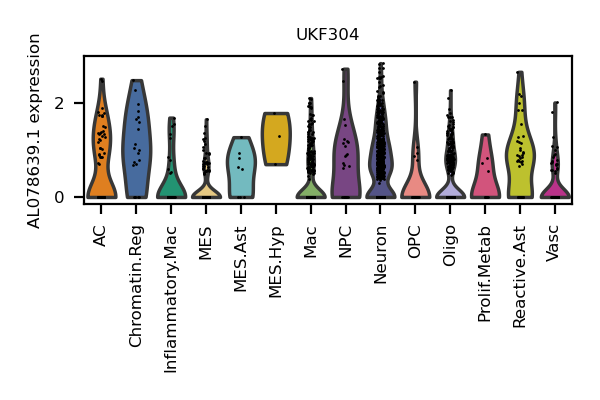 UKF304
AL078639.1 expression
2
0
AC
Chromatin.Reg
Inflammatory.Mac
MES
MES.Ast
MES.Hyp
Mac
NPC
Neuron
OPC
Oligo
Prolif.Metab
Reactive.Ast
Vasc